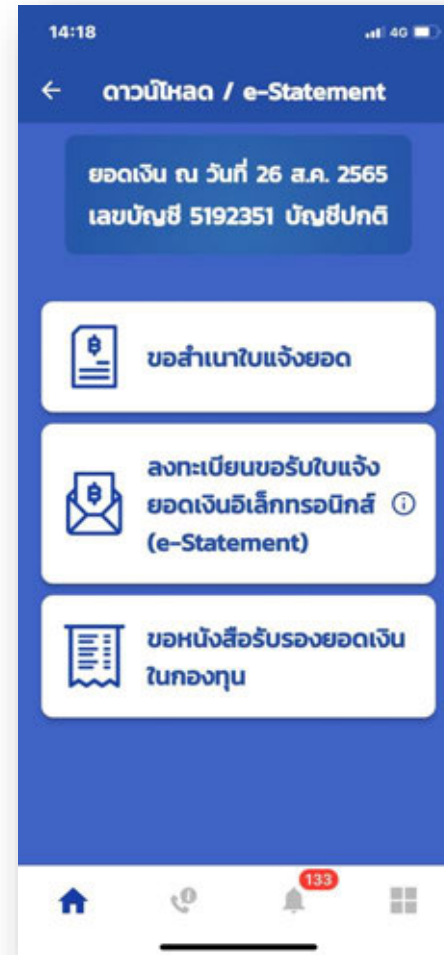 14:18
4G
ดาวน์โหลด / e-Statement
ยอดเงิน ณ วันที่ 26 ส.ค. 2565
เลขบัญชี 5192351 บัญชีปกติ
฿
ขอสำเนาใบแจ้งยอด
฿
ลงทะเบียนขอรับใบแจ้ง
ยอดเงินอิเล็กทรอนิกส์
(e-Statement)
ขอหนังสือรับรองยอดเงิน
ในกองทุน
133